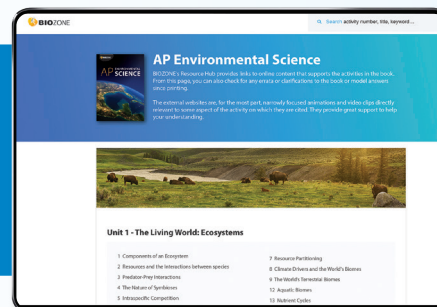 BIOZONE
Search activity number, title, keyword ...
AP Environmental Science
BIOZONE's Resource Hub provides links to online content that supports the activities in the book.
From this page, you can also check for any errata or clarifications to the book or model answers
since printing.
The external websites are, for the most part, narrowly focused animations and video clips directly
relevant to some aspect of the activity on which they are cited. They provide great support to help
your understanding.
AP Environmental
SCIENCE
Unit 1 - The Living World: Ecosystems
1 Components of an Ecosystem
2 Resources and the interactions between species
3 Predator-Prey Interactions
4 The Nature of Symbioses
5 Intraspecific Competition
7 Resource Partitioning
8 Climate Drivers and the World's Biomes
9 The World's Terrestrial Biomes
12 Aquatic Biomes
13 Nutrient Cycles